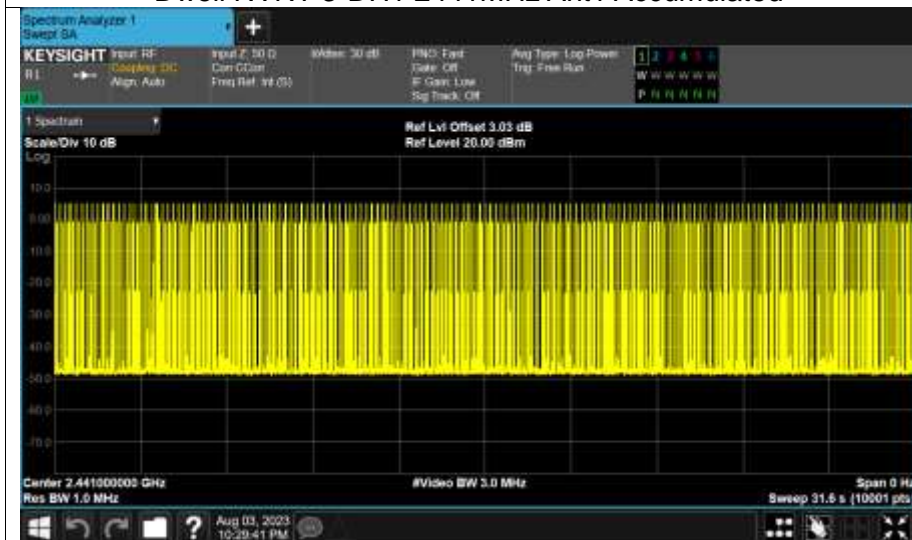 Spectrum Analyzer 1
Swept SA
KEYSIGHT Input: RF
Coupling: DC
Align: Auto
Input Z: 50 Ω
Corr CCorr
Freq Ref: Int (S)
#Atten: 30 dB
PNO: Fast
Gate: Off
IF Gain: Low
Sig Track: Off
Avg Type: Log-Power
Trig: Free Run
1 2 3 4 5 6
W W W W W W
P N N N N N
1 Spectrum
Scale/Div 10 dB
Ref Lvl Offset 3.03 dB
Ref Level 20.00 dBm
Log
10.0
0.00
-10.0
-20.0
-30.0
-40.0
-50.0
-60.0
-70.0
Center 2.441000000 GHz
#Video BW 3.0 MHz
Span 0 Hz
Res BW 1.0 MHz
Sweep 31.6 s (10001 pts
Aug 03, 2023
10:29:41 PM